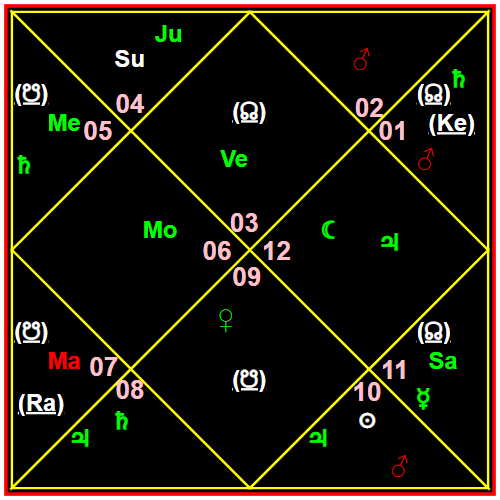 Ju
Su
♂
(☋) Me 05 04
(☊)
02 01
(☊) ♄
(Ke)
♂
♄
Ve
Mo
03
06 12
09
☾ ♃
♀
(☋)
Ma 07
08
(Ra)
♄
♃
(☋)
(☊)
11 Sa
10 ☿
☉
♃
♂